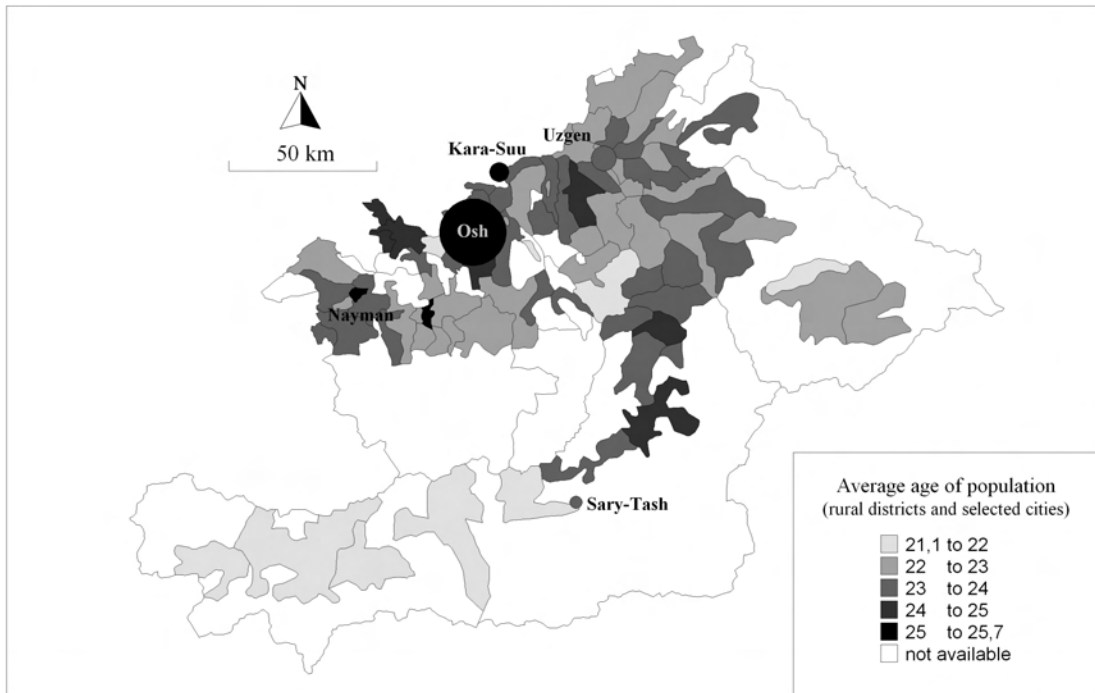 N
50 km
Uzgen
Kara-Suu
Osh
Nayman
Sary-Tash
Average age of population
(rural districts and selected cities)
21,1 to 22
22 to 23
23 to 24
24 to 25
25 to 25,7
not available